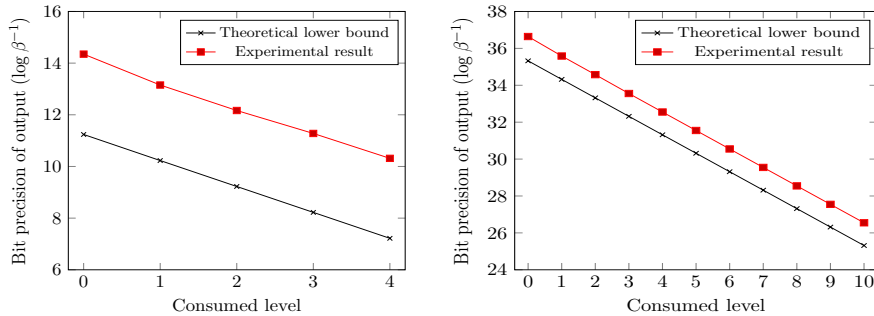 Bit precision of output (log β⁻¹)
16
14
12
10
8
6
Theoretical lower bound
Experimental result
0 1 2 3 4
Consumed level
Bit precision of output (log β⁻¹)
36
34
32
30
28
26
24
Theoretical lower bound
Experimental result
0 1 2 3 4 5 6 7 8 9 10
Consumed level